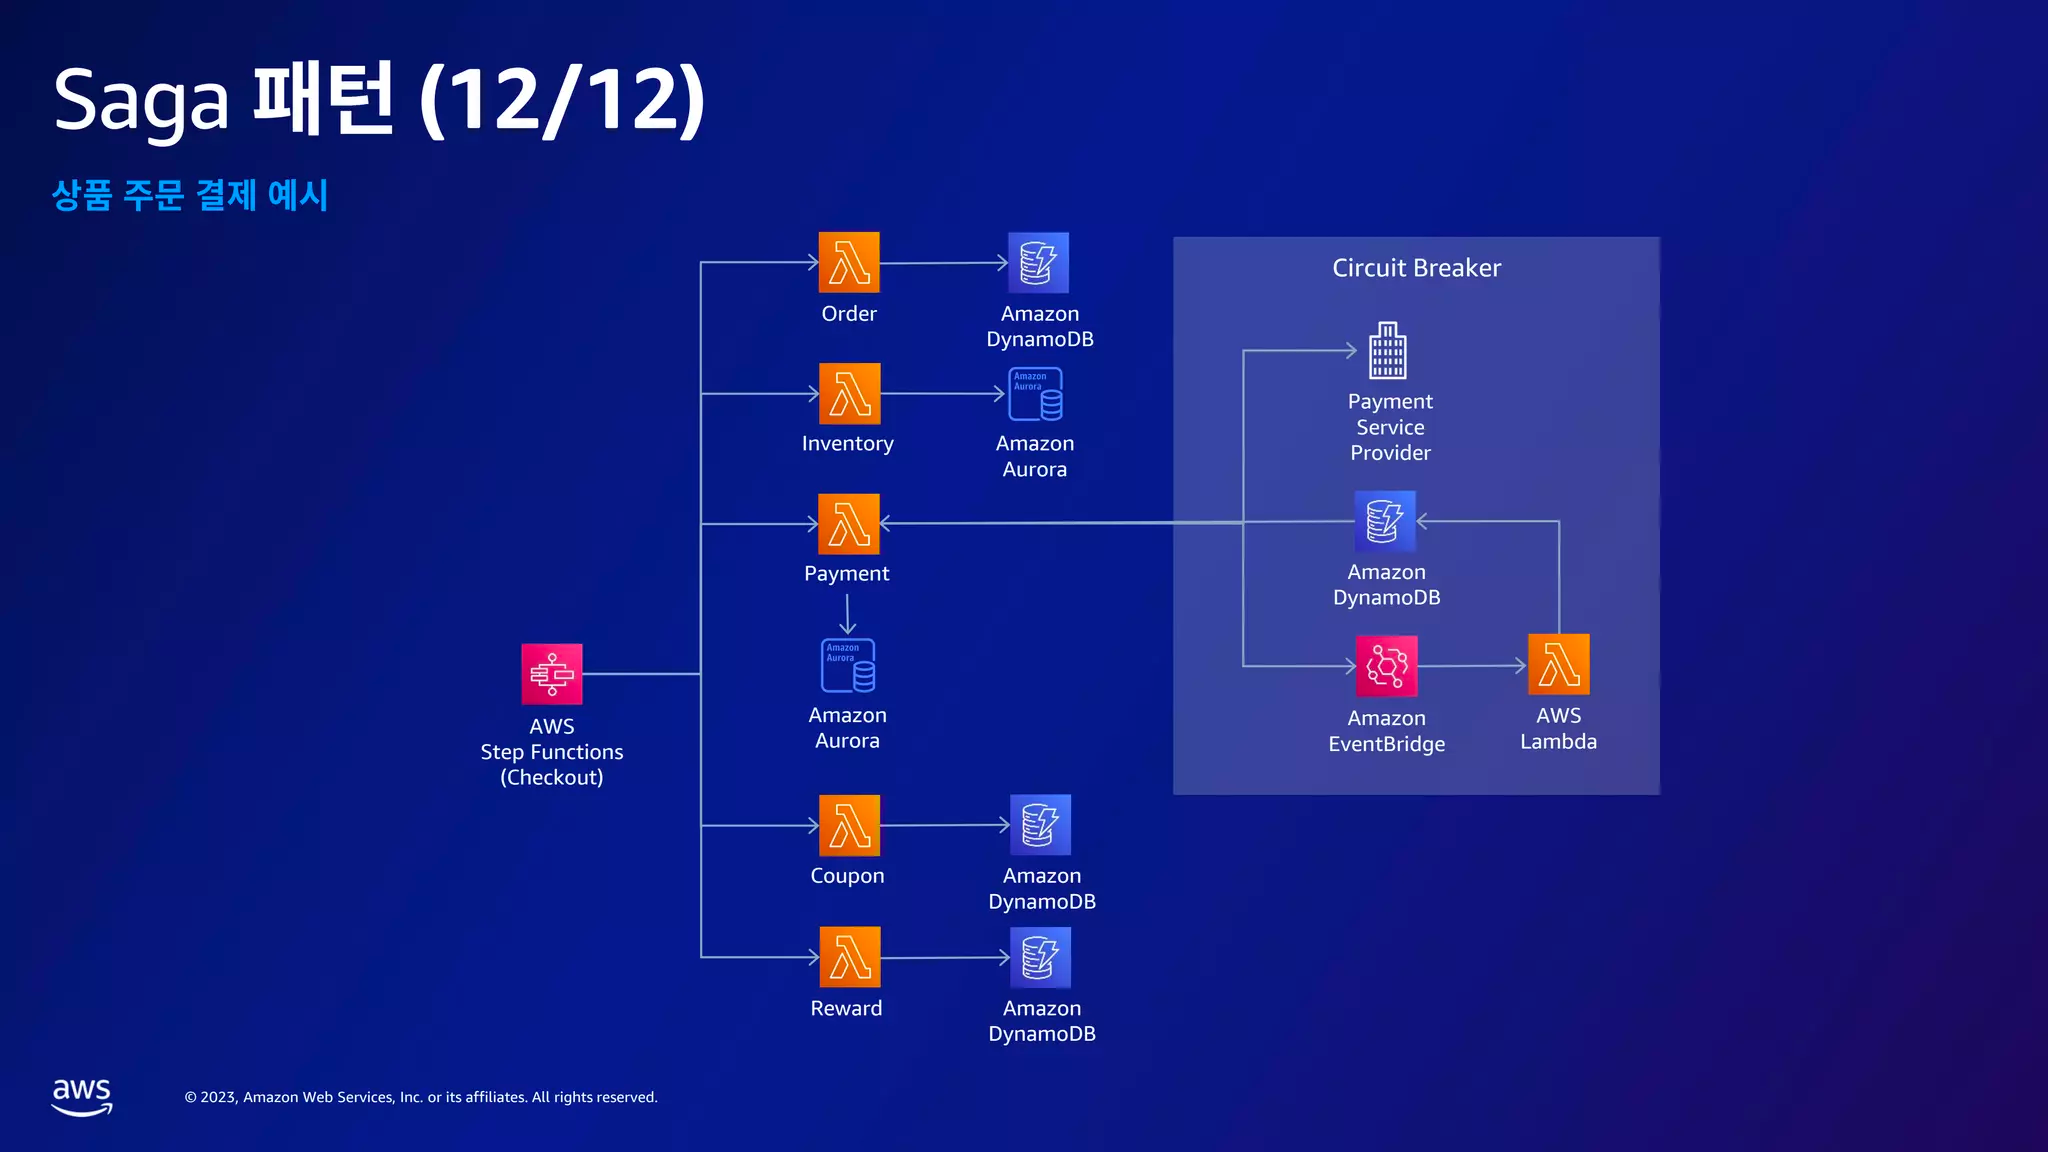 Saga 패턴 (12/12)
상품 주문 결제 예시
Order
Amazon
DynamoDB
Inventory
Amazon
Aurora
Amazon
Aurora
Payment
Amazon
Aurora
Amazon
Aurora
AWS
Step Functions
(Checkout)
Coupon
Amazon
DynamoDB
Reward
Amazon
DynamoDB
Circuit Breaker
Payment
Service
Provider
Amazon
DynamoDB
Amazon
EventBridge
AWS
Lambda
aws
© 2023, Amazon Web Services, Inc. or its affiliates. All rights reserved.